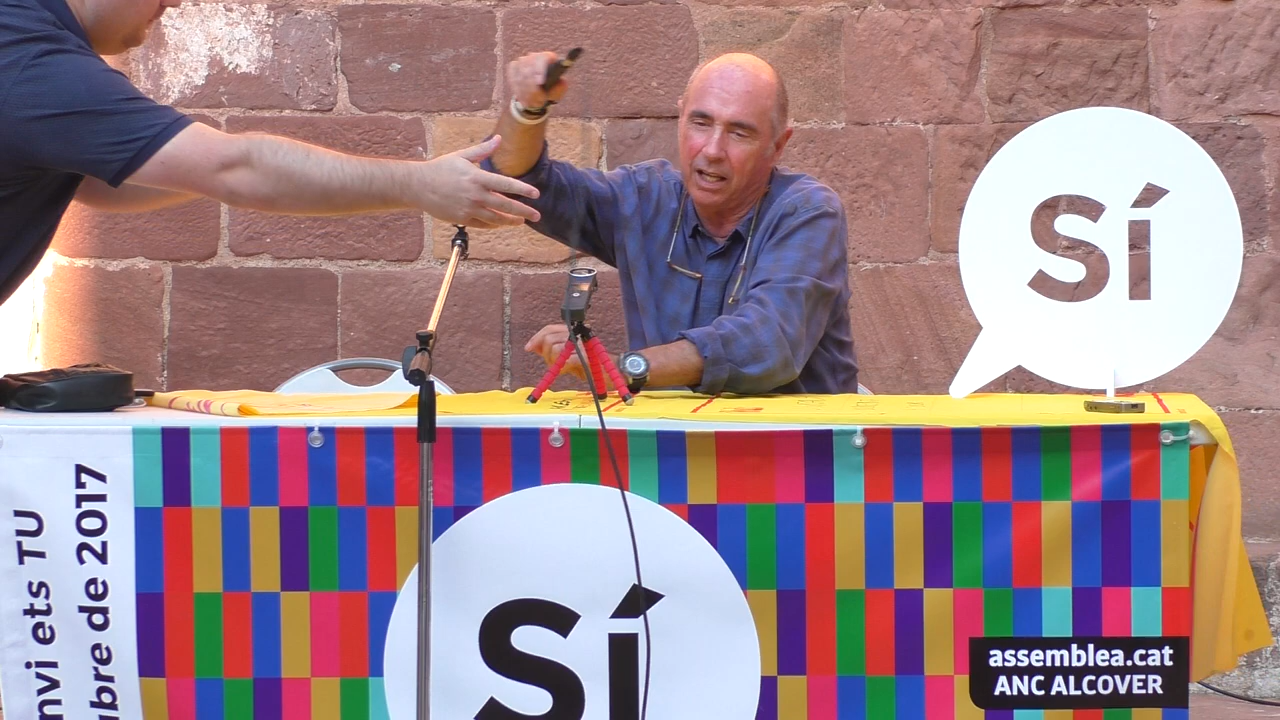 Sí
nvi ets TU
bre de 2017
Sí
assemblea.cat
ANC ALCOVER